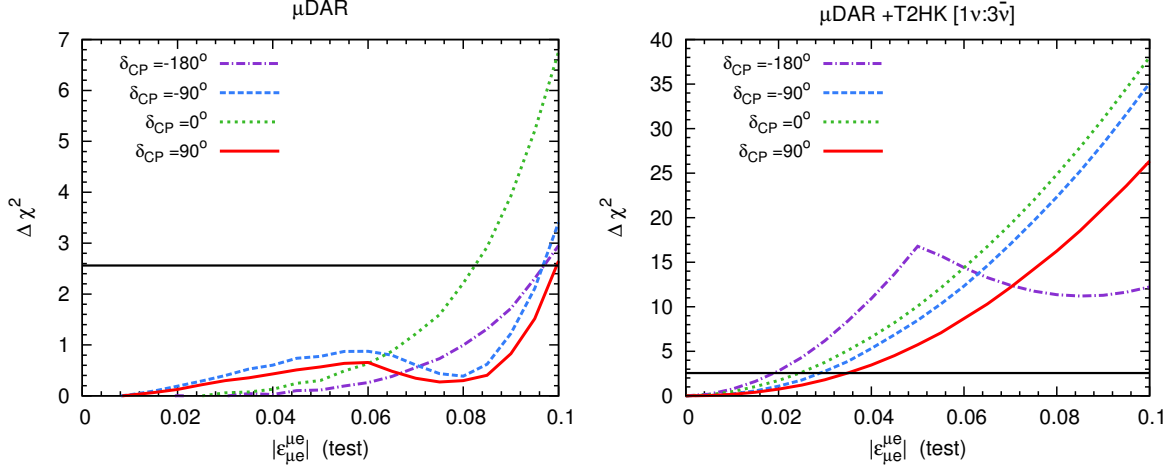 μDAR
Δ χ²
7
6
5
4
3
2
1
0
δCP =-180°
δCP =-90°
δCP =0°
δCP =90°
0 0.02 0.04 0.06 0.08 0.1
|εμeμe| (test)
μDAR +T2HK [1ν:3ν̅]
Δ χ²
40
35
30
25
20
15
10
5
0
δCP =-180°
δCP =-90°
δCP =0°
δCP =90°
0 0.02 0.04 0.06 0.08 0.1
|εμeμe| (test)